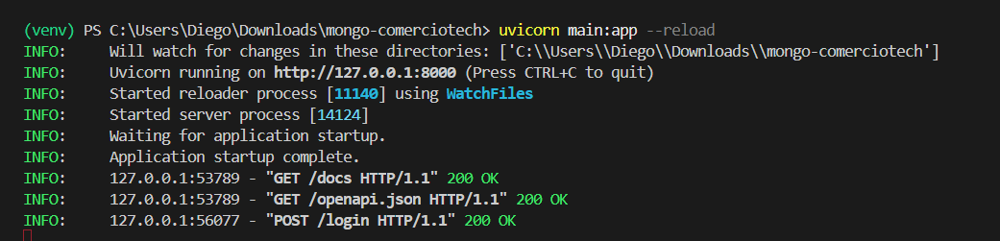 (venv) PS C:\Users\Diego\Downloads\mongo-comerciotech> uvicorn main:app --reload
INFO:     Will watch for changes in these directories: ['C:\\Users\\Diego\\Downloads\\mongo-comerciotech']
INFO:     Uvicorn running on http://127.0.0.1:8000 (Press CTRL+C to quit)
INFO:     Started reloader process [11140] using WatchFiles
INFO:     Started server process [14124]
INFO:     Waiting for application startup.
INFO:     Application startup complete.
INFO:     127.0.0.1:53789 - "GET /docs HTTP/1.1" 200 OK
INFO:     127.0.0.1:53789 - "GET /openapi.json HTTP/1.1" 200 OK
INFO:     127.0.0.1:56077 - "POST /login HTTP/1.1" 200 OK